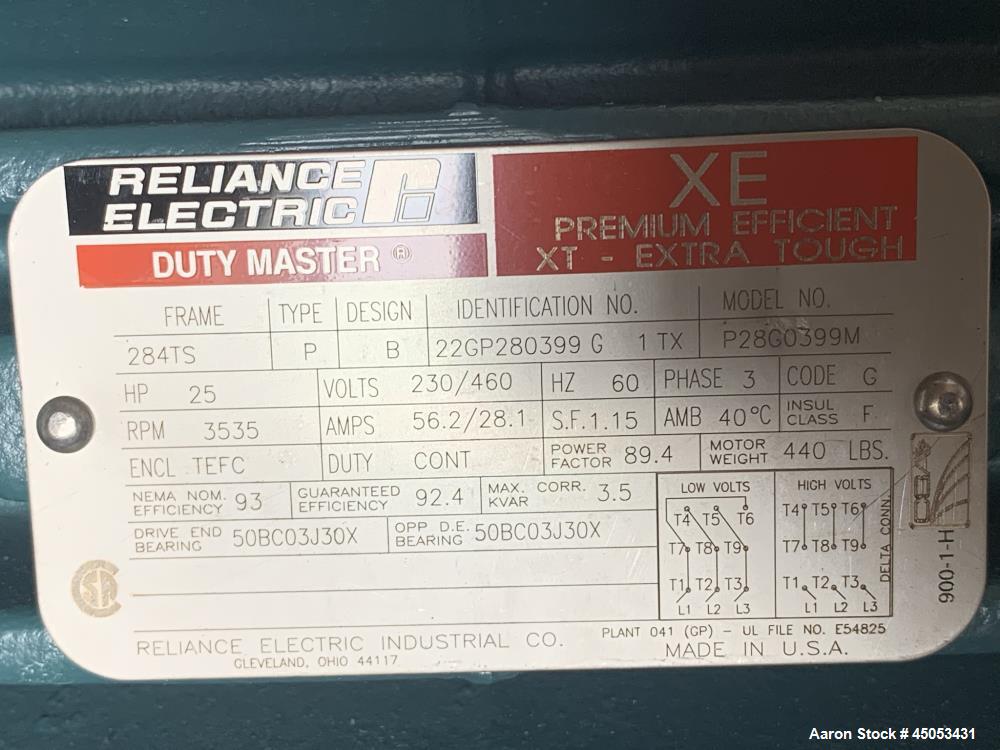 RELIANCE ELECTRIC
DUTY MASTER ®
XE
PREMIUM EFFICIENT
XT - EXTRA TOUGH
FRAME TYPE DESIGN IDENTIFICATION NO. MODEL NO.
284TS P B 22GP280399 G 1 TX P28G0399M
HP 25 VOLTS 230/460 HZ 60 PHASE 3 CODE G
RPM 3535 AMPS 56.2/28.1 S.F. 1.15 AMB 40°C INSUL CLASS F
ENCL TEFC DUTY CONT POWER FACTOR 89.4 MOTOR WEIGHT 440 LBS.
NEMA NOM. EFFICIENCY 93 GUARANTEED EFFICIENCY 92.4 MAX. CORR. KVAR 3.5
DRIVE END BEARING 50BC03J30X OPP D.E. BEARING 50BC03J30X
LOW VOLTS
T4 T5 T6
T7 T8 T9
T1 T2 T3
L1 L2 L3
HIGH VOLTS
T4 T5 T6
T7 T8 T9
T1 T2 T3
L1 L2 L3
DELTA CONN.
900-1-H
RELIANCE ELECTRIC INDUSTRIAL CO.
CLEVELAND, OHIO 44117
PLANT 041 (GP) - UL FILE NO. E54825
MADE IN U.S.A.
Aaron Stock # 45053431